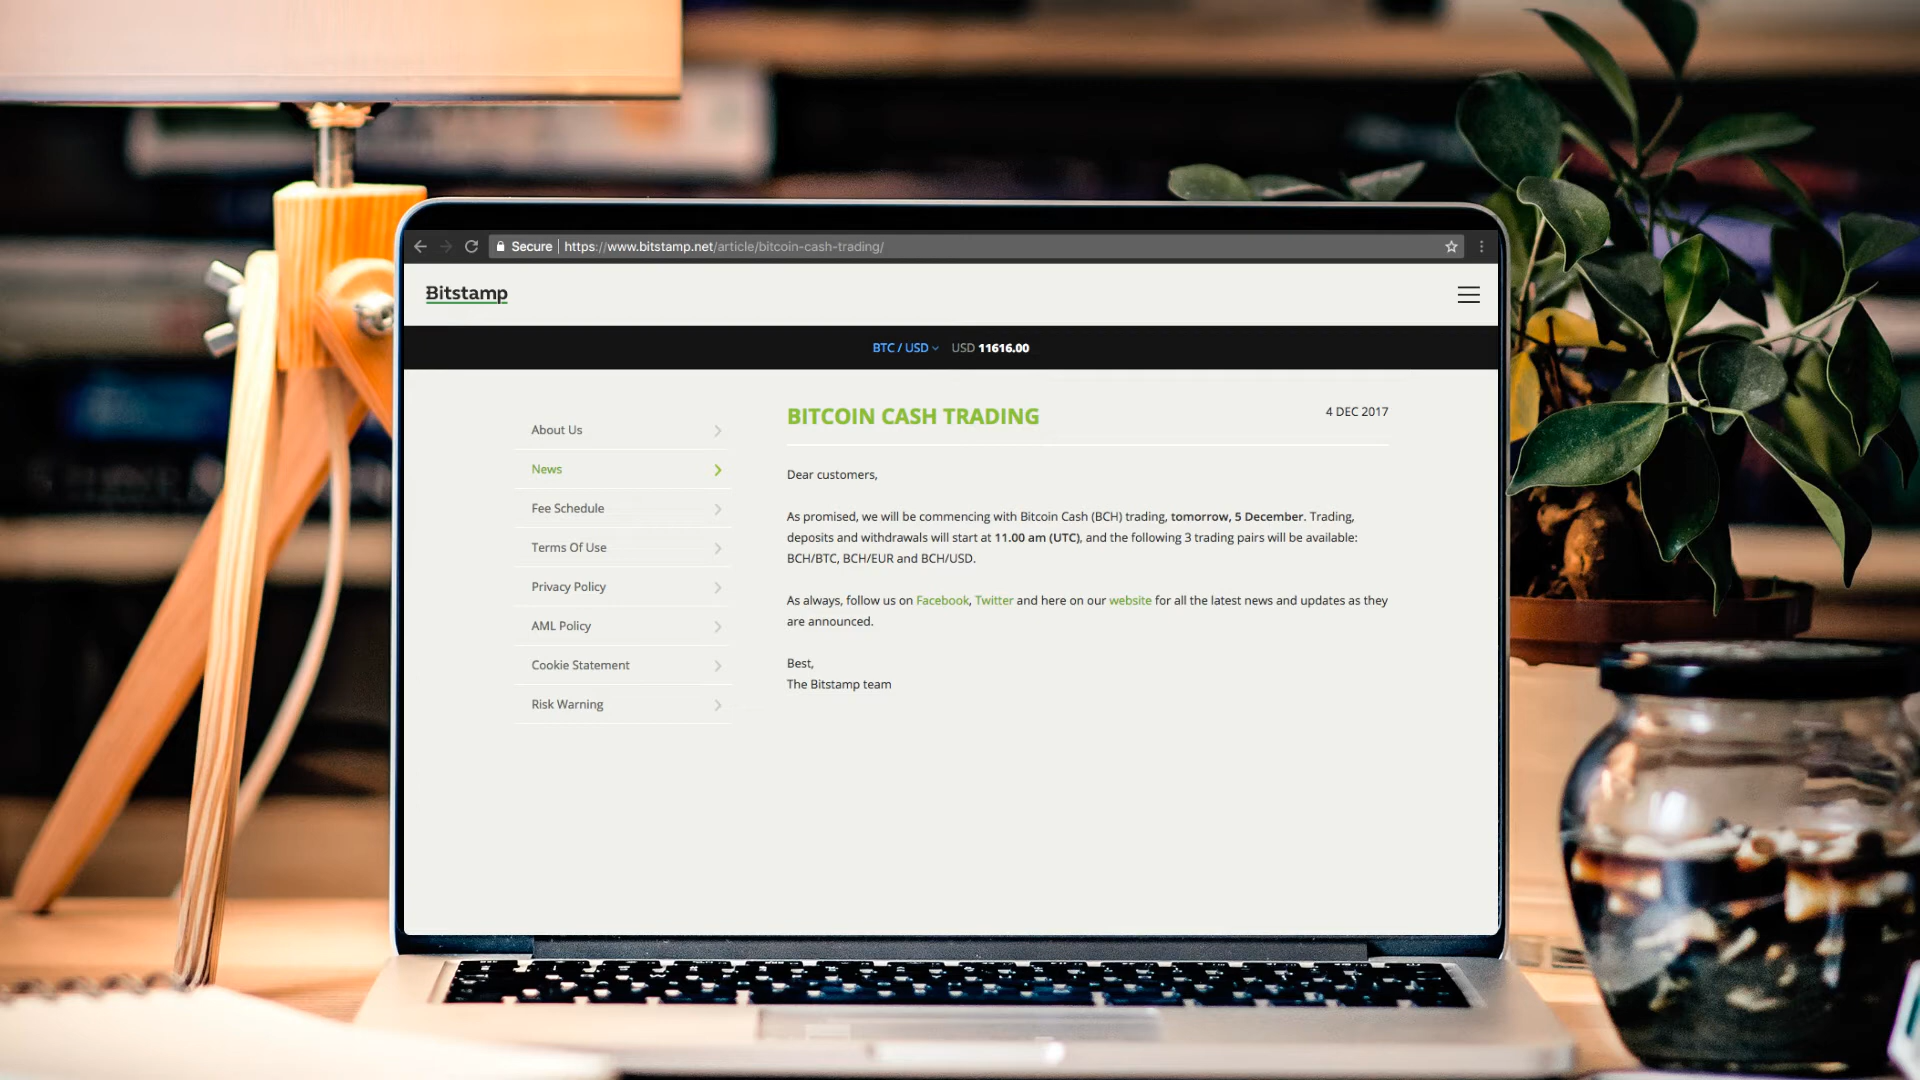 Secure | https://www.bitstamp.net/article/bitcoin-cash-trading/
Bitstamp
BTC / USD USD 11616.00
About Us
News
Fee Schedule
Terms Of Use
Privacy Policy
AML Policy
Cookie Statement
Risk Warning
BITCOIN CASH TRADING
4 DEC 2017
Dear customers,
As promised, we will be commencing with Bitcoin Cash (BCH) trading, tomorrow, 5 December. Trading,
deposits and withdrawals will start at 11.00 am (UTC), and the following 3 trading pairs will be available:
BCH/BTC, BCH/EUR and BCH/USD.
As always, follow us on Facebook, Twitter and here on our website for all the latest news and updates as they
are announced.
Best,
The Bitstamp team